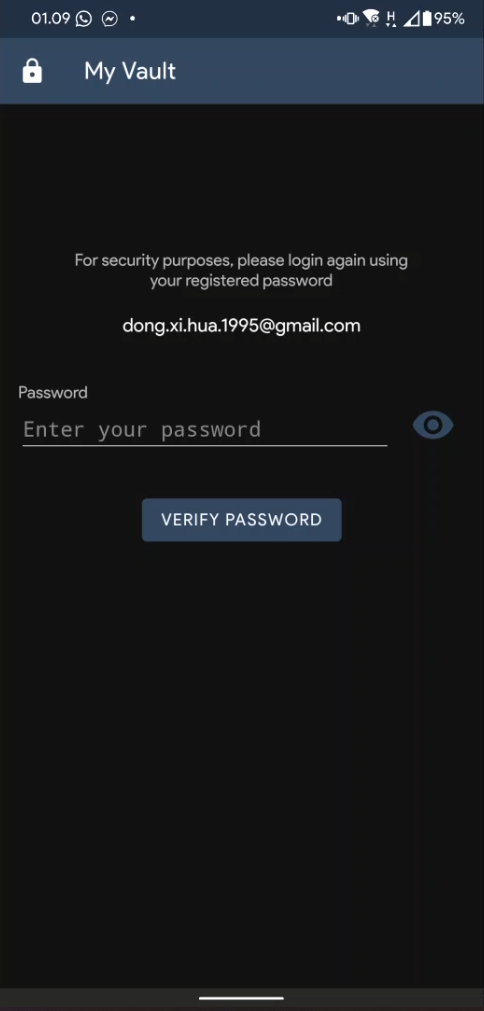 01.09
H
95%
My Vault
For security purposes, please login again using
your registered password
dong.xi.hua.1995@gmail.com
Password
Enter your password
VERIFY PASSWORD